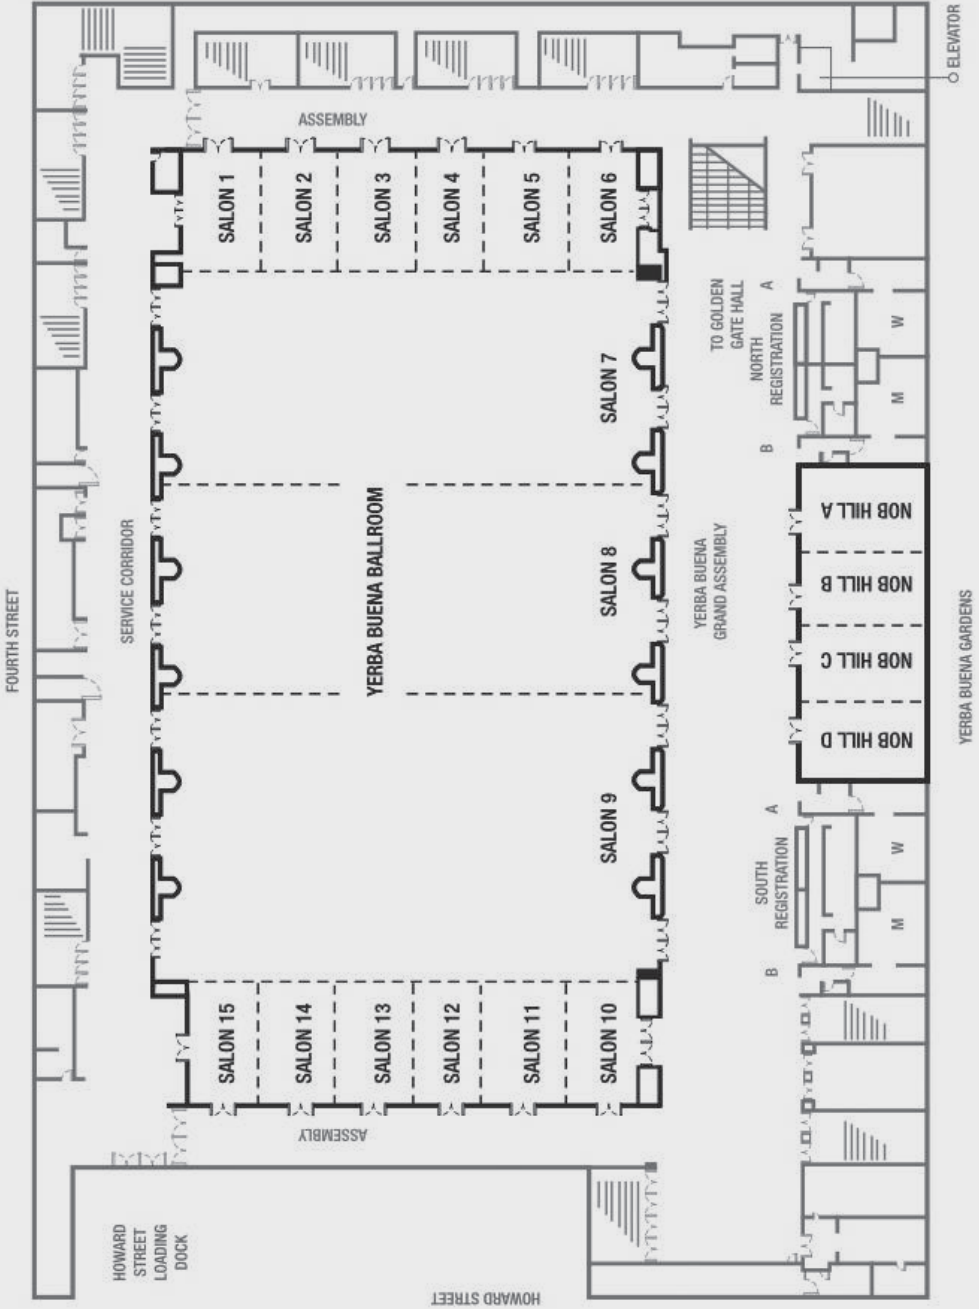 ELEVATOR
ASSEMBLY
SALON 1
SALON 2
SALON 3
SALON 4
SALON 5
SALON 6
TO GOLDEN
GATE HALL
NORTH
REGISTRATION
A
B
W
M
SALON 7
FOURTH STREET
SERVICE CORRIDOR
YERBA BUENA BALLROOM
SALON 8
YERBA BUENA
GRAND ASSEMBLY
NOB HILL A
NOB HILL B
NOB HILL C
NOB HILL D
YERBA BUENA GARDENS
SALON 9
SOUTH
REGISTRATION
A
B
W
M
SALON 15
SALON 14
SALON 13
SALON 12
SALON 11
SALON 10
ASSEMBLY
HOWARD
STREET
LOADING
DOCK
HOWARD STREET